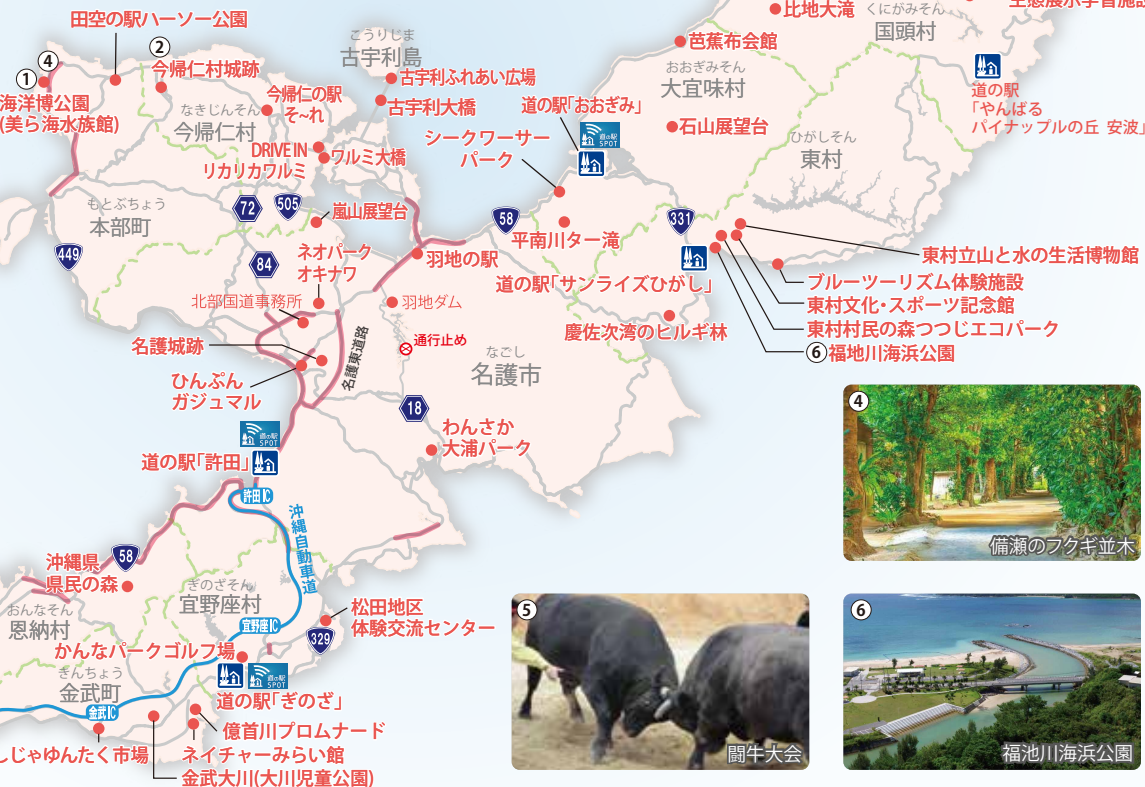 比地大滝
くにがみそん
国頭村
田空の駅ハーソー公園
こうりじま
古宇利島
芭蕉布会館
④
②
今帰仁村城跡
おおぎみそん
大宜味村
①
海洋博公園
(美ら海水族館)
今帰仁の駅
そ~れ
古宇利ふれあい広場
古宇利大橋
道の駅「おおぎみ」
道の駅
「やんばる
パイナップルの丘 安波」
なきじんそん
今帰仁村
シークワーサー
パーク
道の駅
SPOT
石山展望台
ひがしそん
東村
DRIVE IN
リカリカワルミ
ワルミ大橋
もとぶちょう
本部町
72
505
嵐山展望台
58
331
449
平南川ター滝
84
ネオパーク
オキナワ
羽地の駅
東村立山と水の生活博物館
道の駅「サンライズひがし」
ブルーツーリズム体験施設
北部国道事務所
羽地ダム
東村文化・スポーツ記念館
慶佐次湾のヒルギ林
東村村民の森つつじエコパーク
名護城跡
名護東道路
通行止め
なごし
名護市
⑥福地川海浜公園
ひんぷん
ガジュマル
18
わんさか
大浦パーク
道の駅
SPOT
道の駅「許田」
許田IC
沖縄自動車道
④
備瀬のフクギ並木
58
沖縄県
県民の森
ぎのざそん
宜野座村
おんなそん
恩納村
松田地区
体験交流センター
宜野座IC
329
かんなパークゴルフ場
道の駅
SPOT
きんちょう
金武町
道の駅「ぎのざ」
金武IC
億首川プロムナード
しじゃゆんたく市場
ネイチャーみらい館
金武大川(大川児童公園)
⑤
闘牛大会
⑥
福池川海浜公園